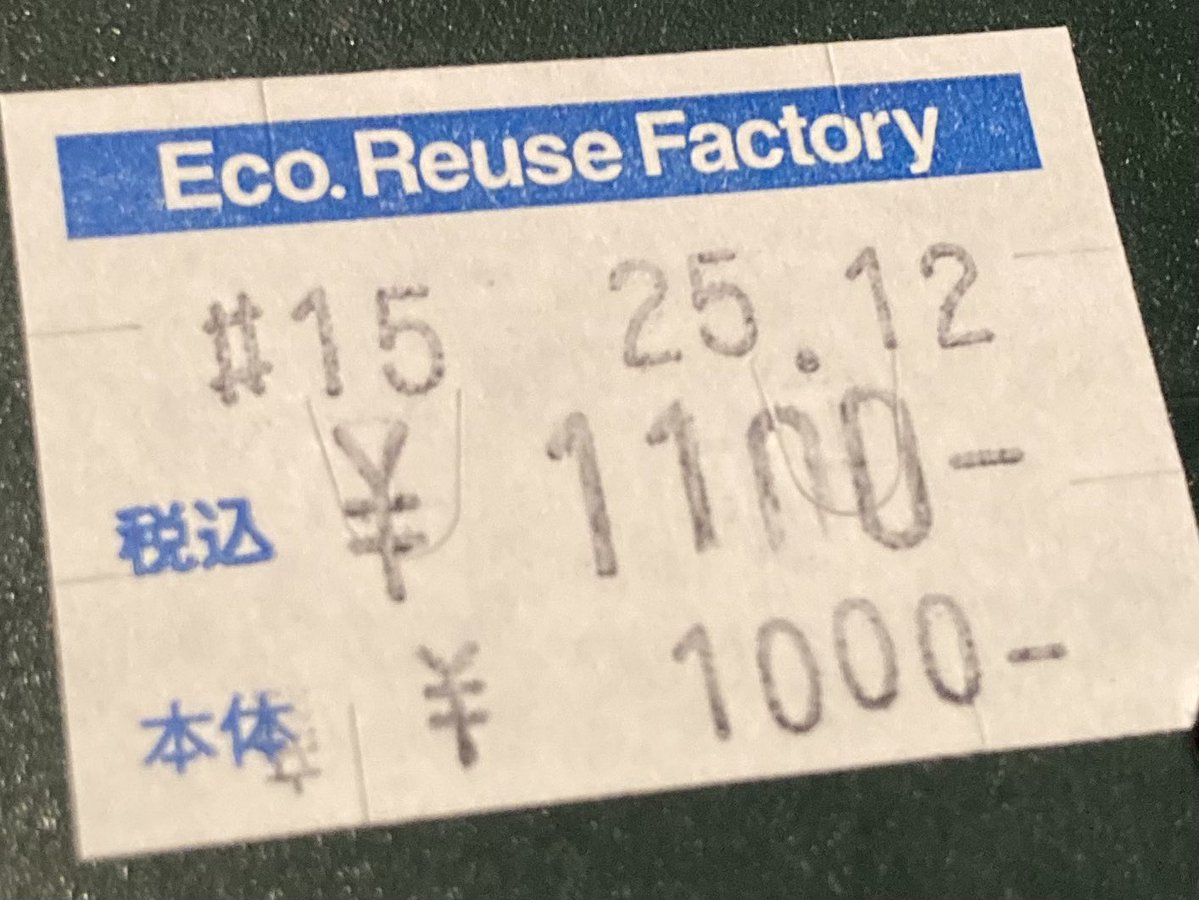 Eco. Reuse Factory
#15 25.12
税込 ¥ 1100-
本体 ¥ 1000-